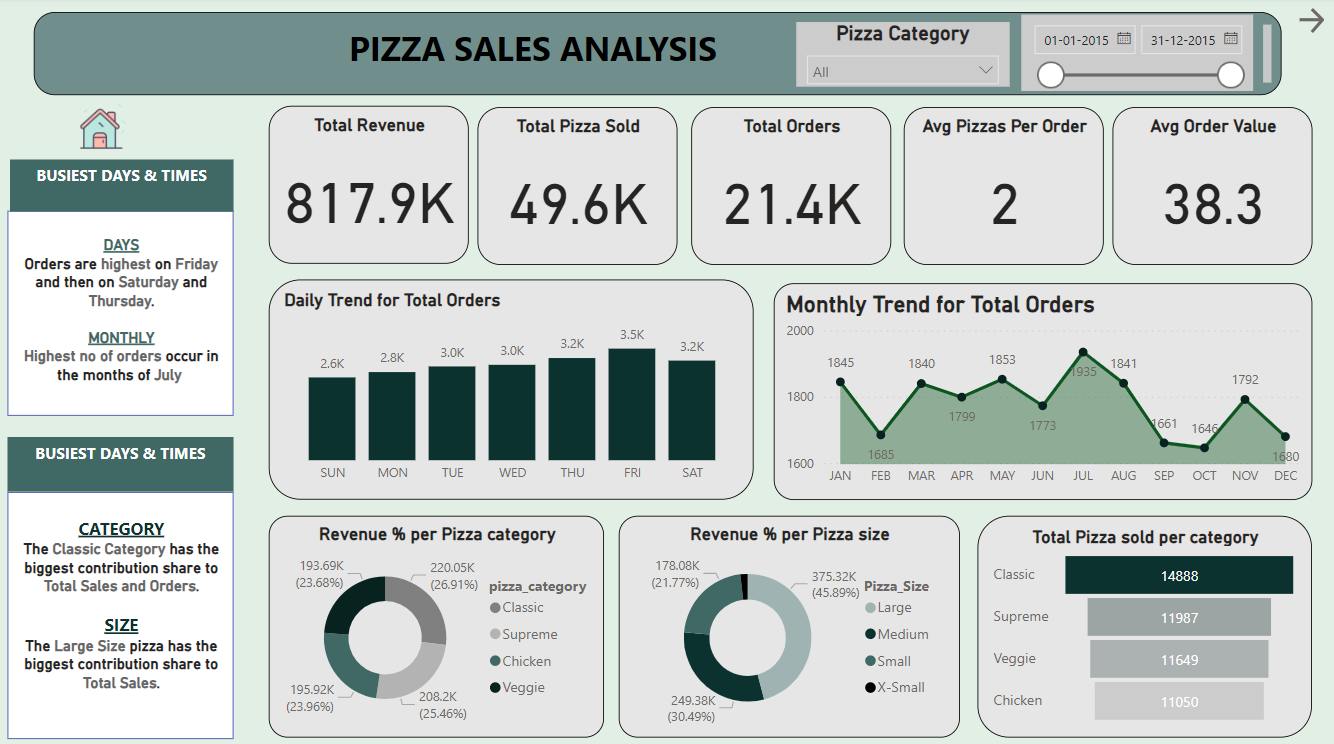 PIZZA SALES ANALYSIS
Pizza Category
All
01-01-2015
31-12-2015
BUSIEST DAYS & TIMES
DAYS
Orders are highest on Friday
and then on Saturday and
Thursday.
MONTHLY
Highest no of orders occur in
the months of July
BUSIEST DAYS & TIMES
CATEGORY
The Classic Category has the
biggest contribution share to
Total Sales and Orders.
SIZE
The Large Size pizza has the
biggest contribution share to
Total Sales.
Total Revenue
817.9K
Total Pizza Sold
49.6K
Total Orders
21.4K
Avg Pizzas Per Order
2
Avg Order Value
38.3
Daily Trend for Total Orders
2.6K
2.8K
3.0K
3.0K
3.2K
3.5K
3.2K
SUN
MON
TUE
WED
THU
FRI
SAT
Monthly Trend for Total Orders
2000
1800
1600
1845
1685
1840
1799
1853
1773
1935
1841
1661
1646
1792
1680
JAN
FEB
MAR
APR
MAY
JUN
JUL
AUG
SEP
OCT
NOV
DEC
Revenue % per Pizza category
193.69K
(23.68%)
220.05K
(26.91%)
195.92K
(23.96%)
208.2K
(25.46%)
pizza_category
Classic
Supreme
Chicken
Veggie
Revenue % per Pizza size
178.08K
(21.77%)
375.32K
(45.89%)
249.38K
(30.49%)
Pizza_Size
Large
Medium
Small
X-Small
Total Pizza sold per category
Classic
14888
Supreme
11987
Veggie
11649
Chicken
11050